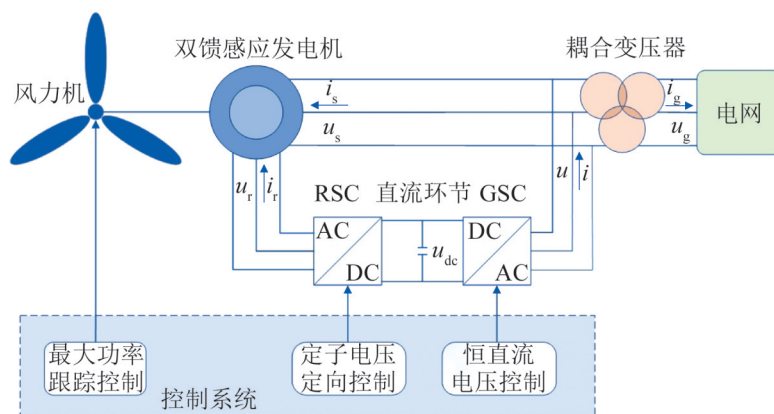 双馈感应发电机
耦合变压器
风力机
is
ig
电网
us
ug
ur
ir
u
i
RSC
直流环节
GSC
AC
DC
udc
DC
AC
最大功率
跟踪控制
定子电压
定向控制
恒直流
电压控制
控制系统